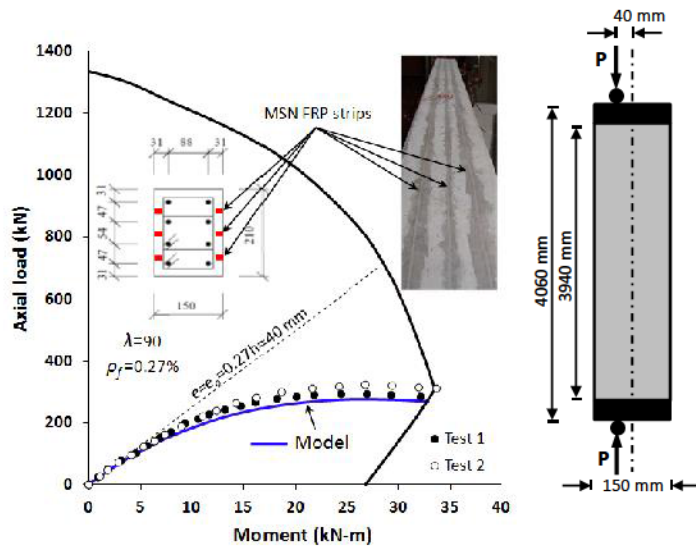 1400
1200
1000
800
600
400
200
0
Axial load (kN)
0 5 10 15 20 25 30 35 40
Moment (kN-m)
MSN FRP strips
31 88 31
31
47
54
47
31
210
150
λ=90
ρf=0.27%
e=eo=0.27h=40 mm
Model
Test 1
Test 2
40 mm
P
4060 mm
3940 mm
P
150 mm